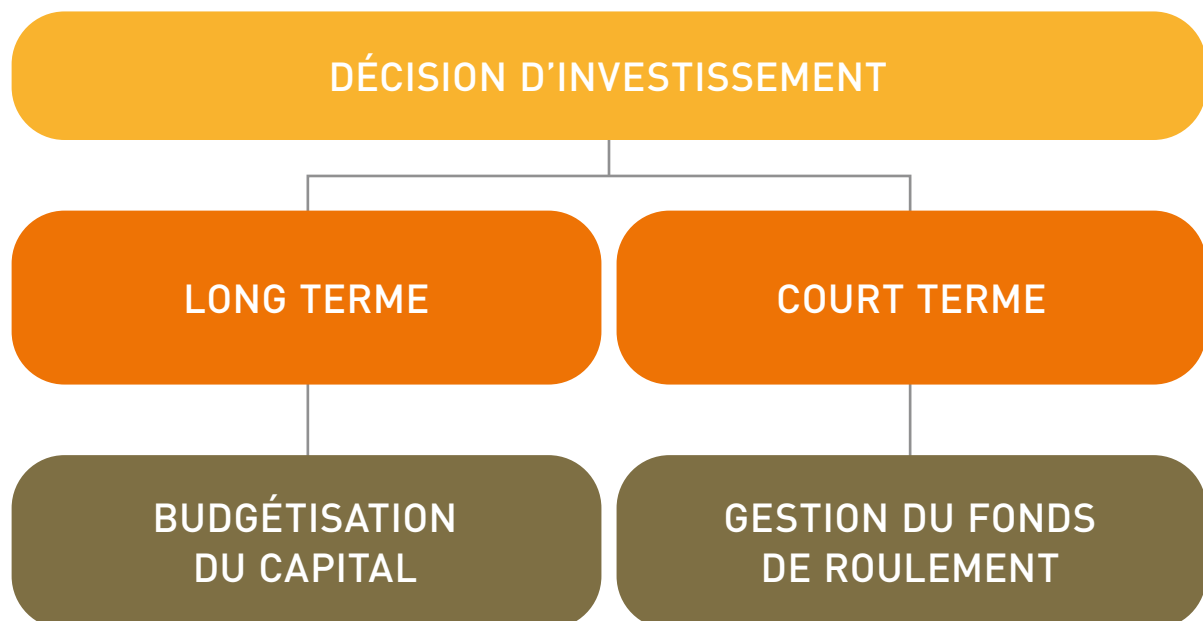 DÉCISION D’INVESTISSEMENT
LONG TERME
COURT TERME
BUDGÉTISATION
DU CAPITAL
GESTION DU FONDS
DE ROULEMENT